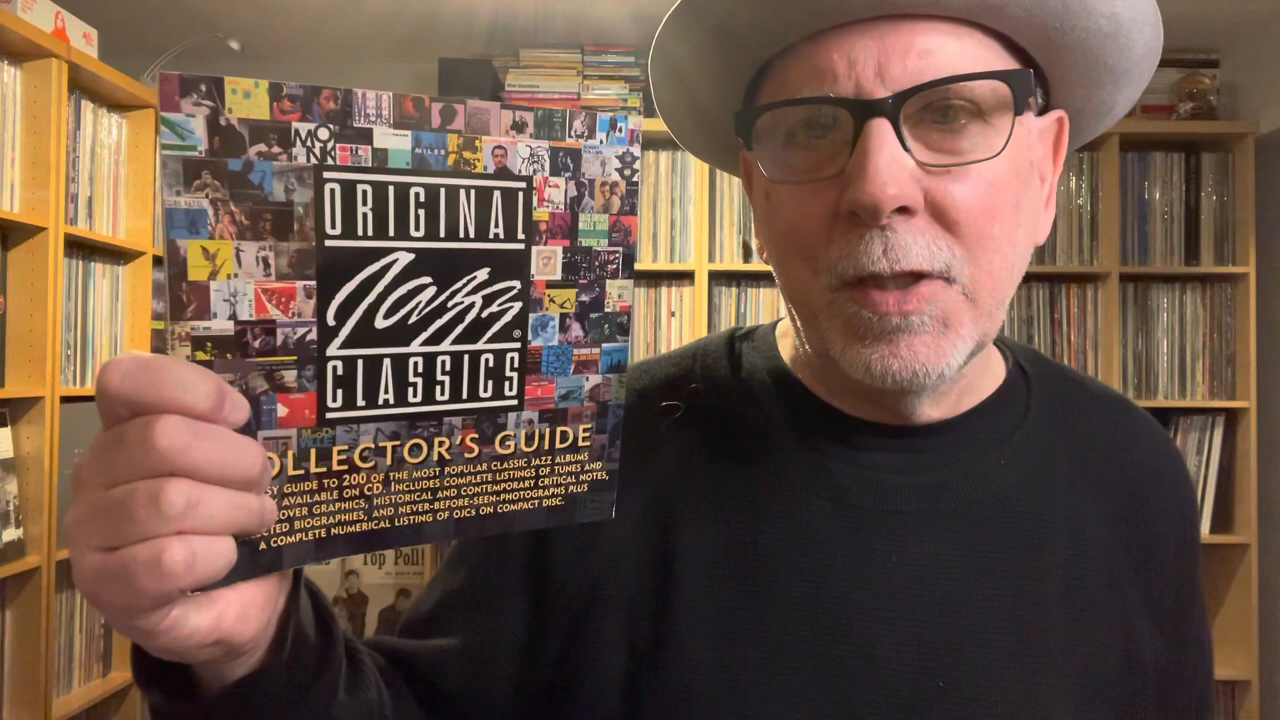 MONK
MILES
ORIGINAL
Jazz
®
CLASSICS
COLLECTOR'S GUIDE
GUIDE TO 200 OF THE MOST POPULAR CLASSIC JAZZ ALBUMS
AVAILABLE ON CD. INCLUDES COMPLETE LISTINGS OF TUNES AND
COVER GRAPHICS, HISTORICAL AND CONTEMPORARY CRITICAL NOTES,
BIOGRAPHIES, AND NEVER-BEFORE-SEEN-PHOTOGRAPHS PLUS
A COMPLETE NUMERICAL LISTING OF OJCs ON COMPACT DISC.
Top Poll!